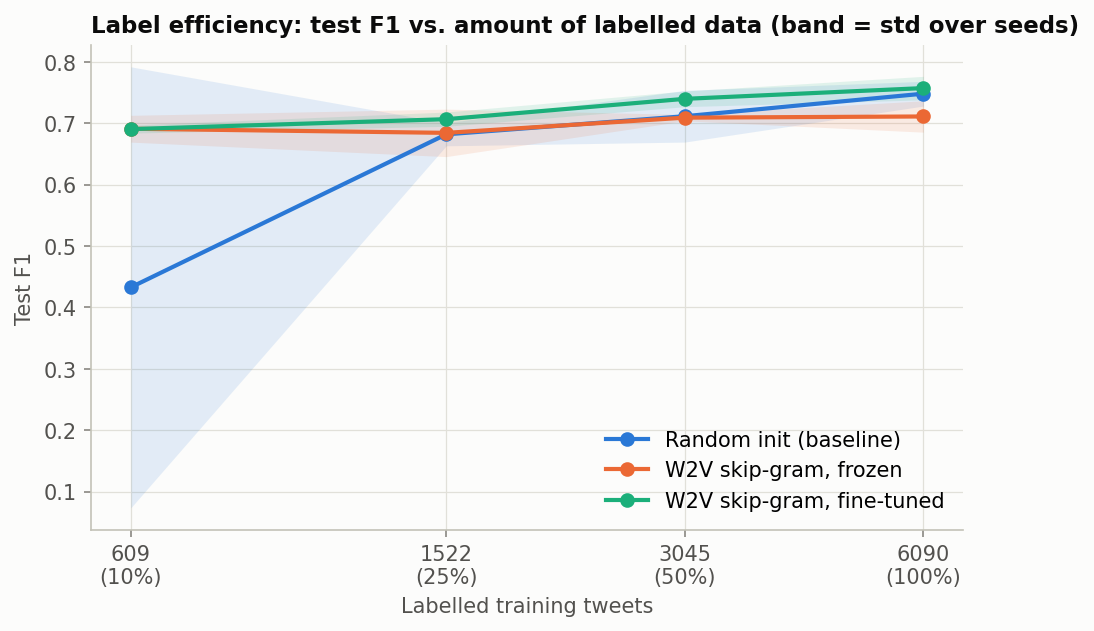 Label efficiency: test F1 vs. amount of labelled data (band = std over seeds)
0.8
0.7
0.6
0.5
0.4
0.3
0.2
0.1
Test F1
Random init (baseline)
W2V skip-gram, frozen
W2V skip-gram, fine-tuned
609 1522 3045 6090
(10%) (25%) (50%) (100%)
Labelled training tweets